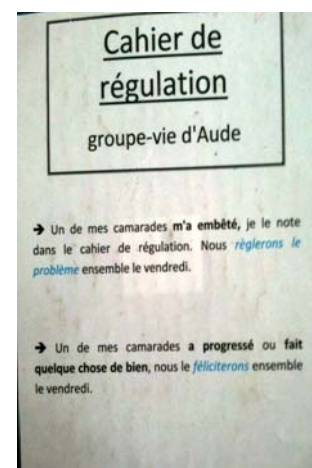 Cahier de
régulation
groupe-vie d'Aude
➔ Un de mes camarades m'a embêté, je le note
dans le cahier de régulation. Nous règlerons le
problème ensemble le vendredi.
➔ Un de mes camarades a progressé ou fait
quelque chose de bien, nous le féliciterons ensemble
le vendredi.